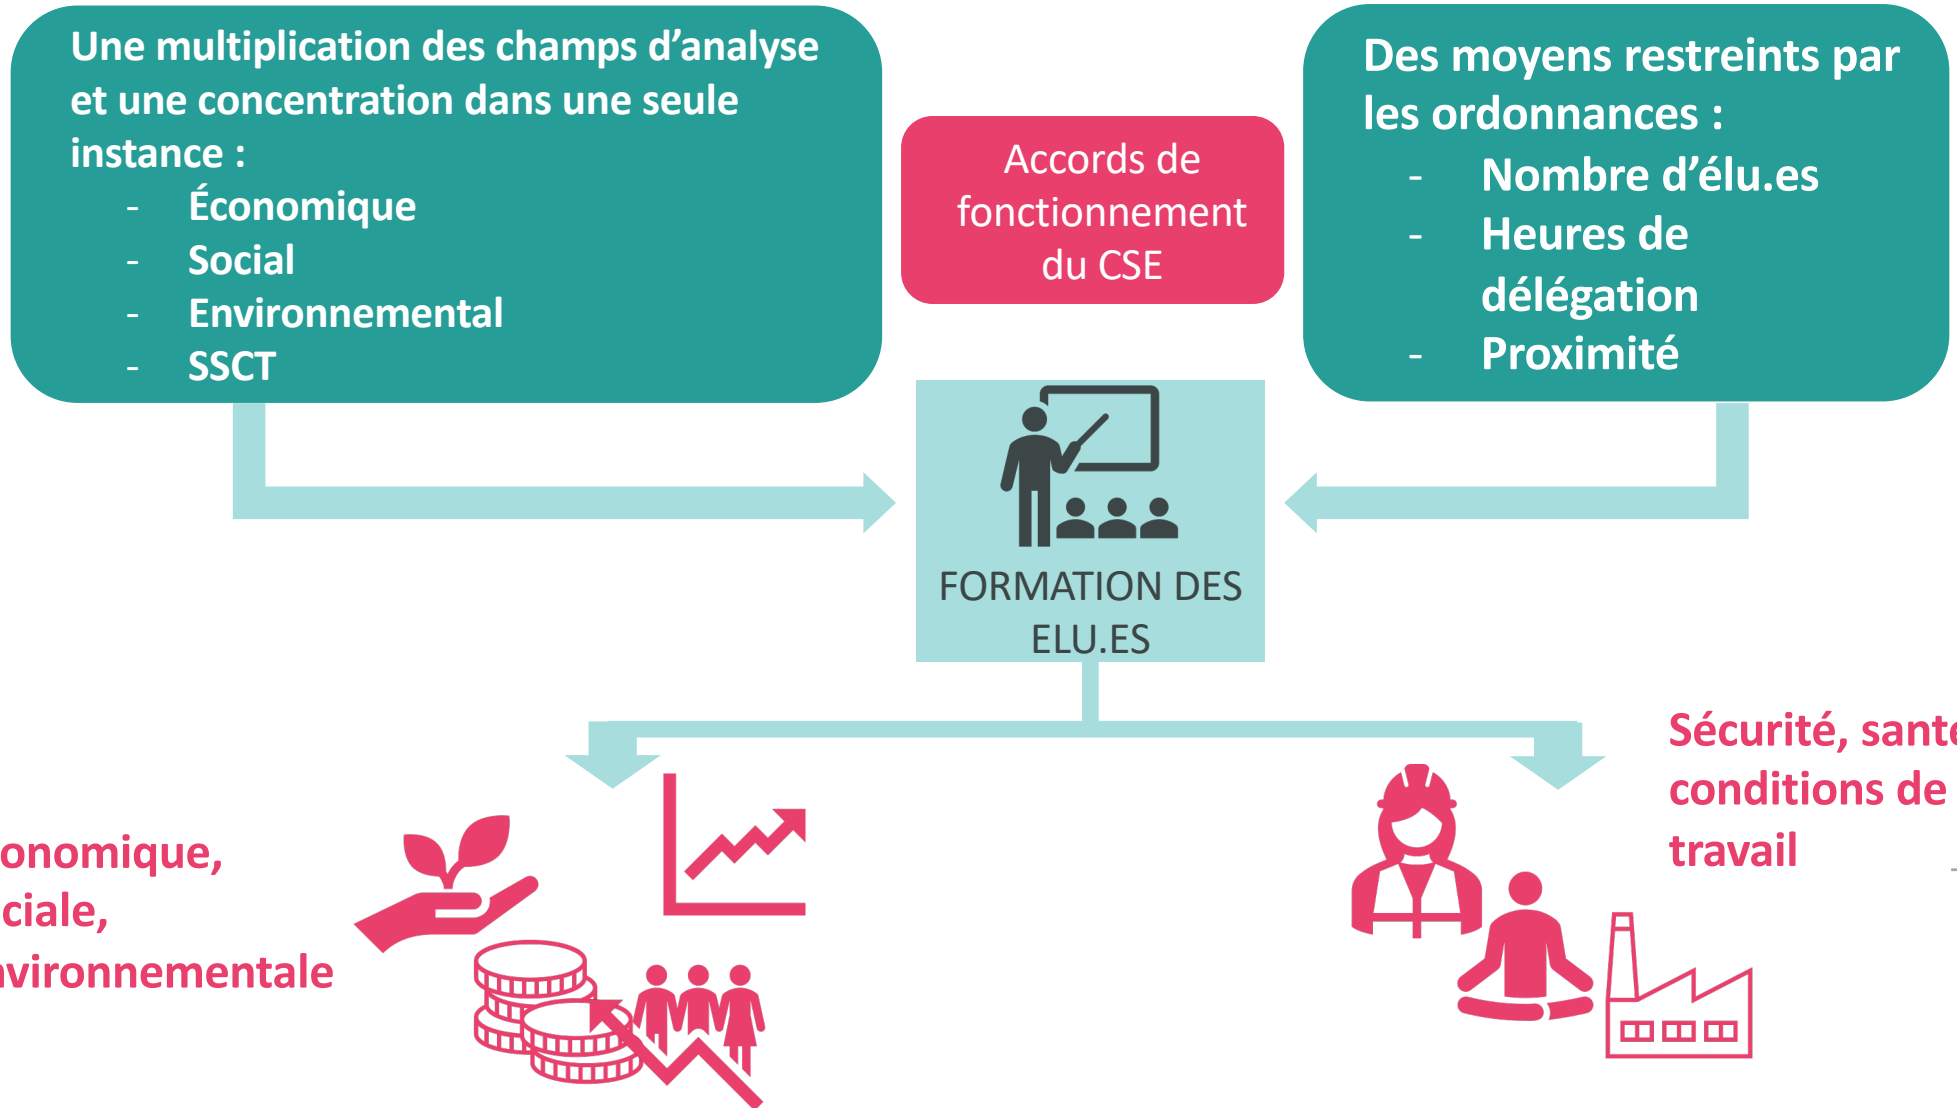 Une multiplication des champs d'analyse
et une concentration dans une seule
instance :
- Économique
- Social
- Environnemental
- SSCT
Accords de
fonctionnement
du CSE
Des moyens restreints par
les ordonnances :
- Nombre d'élu.es
- Heures de
délégation
- Proximité
FORMATION DES
ELU.ES
onomique,
ciale,
nvironnementale
Sécurité, santé
conditions de
travail